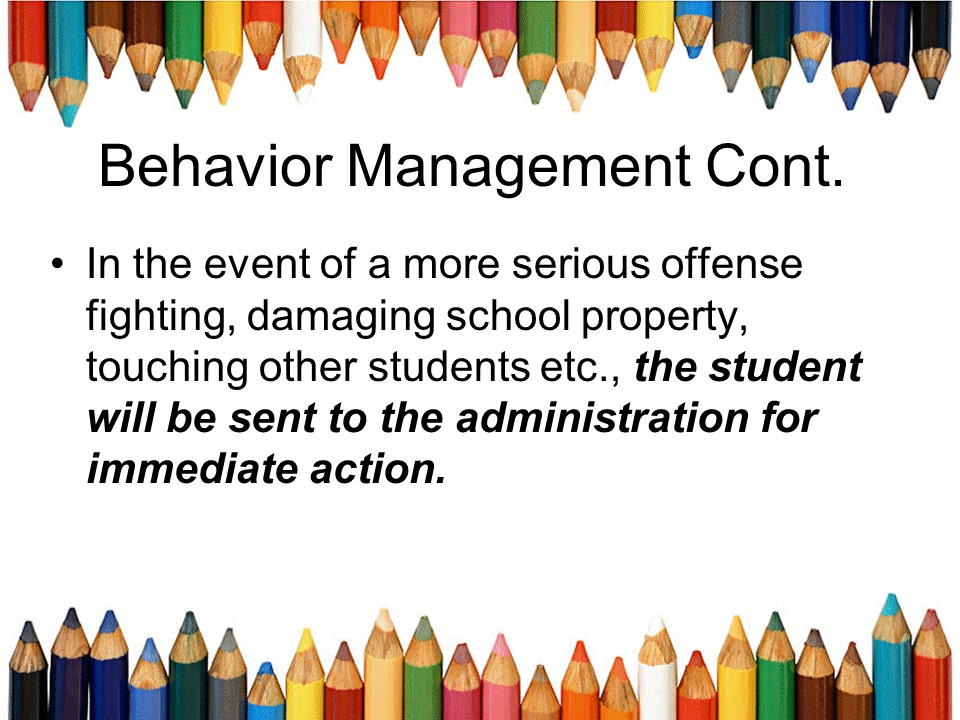 Behavior Management Cont.
• In the event of a more serious offense
fighting, damaging school property,
touching other students etc., the student
will be sent to the administration for
immediate action.